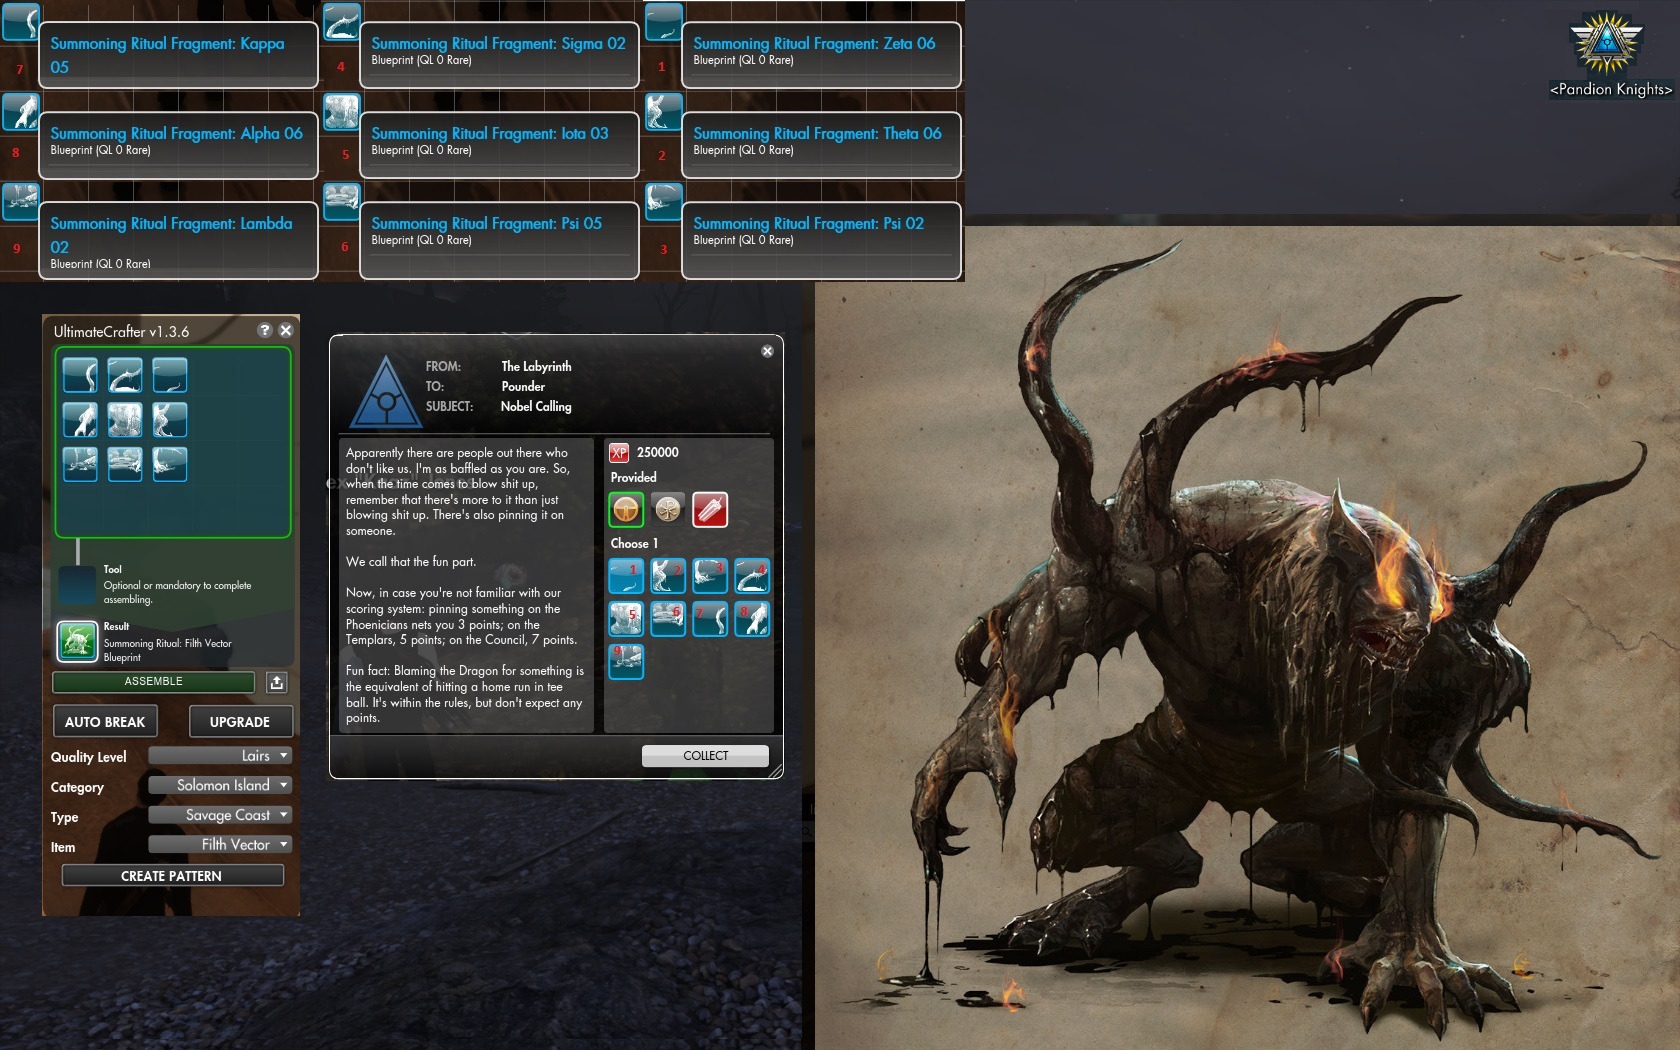 Summoning Ritual Fragment: Kappa
05
7
Summoning Ritual Fragment: Sigma 02
Blueprint (QL 0 Rare)
4
Summoning Ritual Fragment: Zeta 06
Blueprint (QL 0 Rare)
1
<Pandion Knights>
Summoning Ritual Fragment: Alpha 06
Blueprint (QL 0 Rare)
8
Summoning Ritual Fragment: Iota 03
Blueprint (QL 0 Rare)
5
Summoning Ritual Fragment: Theta 06
Blueprint (QL 0 Rare)
2
Summoning Ritual Fragment: Lambda
02
Blueprint (QL 0 Rare)
9
Summoning Ritual Fragment: Psi 05
Blueprint (QL 0 Rare)
6
Summoning Ritual Fragment: Psi 02
Blueprint (QL 0 Rare)
3
UltimateCrafter v1.3.6
?
Tool
Optional or mandatory to complete
assembling.
Result
Summoning Ritual: Filth Vector
Blueprint
ASSEMBLE
AUTO BREAK
UPGRADE
Quality Level
Lairs
Category
Solomon Island
Type
Savage Coast
Item
Filth Vector
CREATE PATTERN
FROM: The Labyrinth
TO: Pounder
SUBJECT: Nobel Calling
Apparently there are people out there who
don't like us. I'm as baffled as you are. So,
when the time comes to blow shit up,
remember that there's more to it than just
blowing shit up. There's also pinning it on
someone.
We call that the fun part.
Now, in case you're not familiar with our
scoring system: pinning something on the
Phoenicians nets you 3 points; on the
Templars, 5 points; on the Council, 7 points.
Fun fact: Blaming the Dragon for something is
the equivalent of hitting a home run in tee
ball. It's within the rules, but don't expect any
points.
XP 250000
Provided
Choose 1
1 2 3 4
5 6 7 8
9
COLLECT